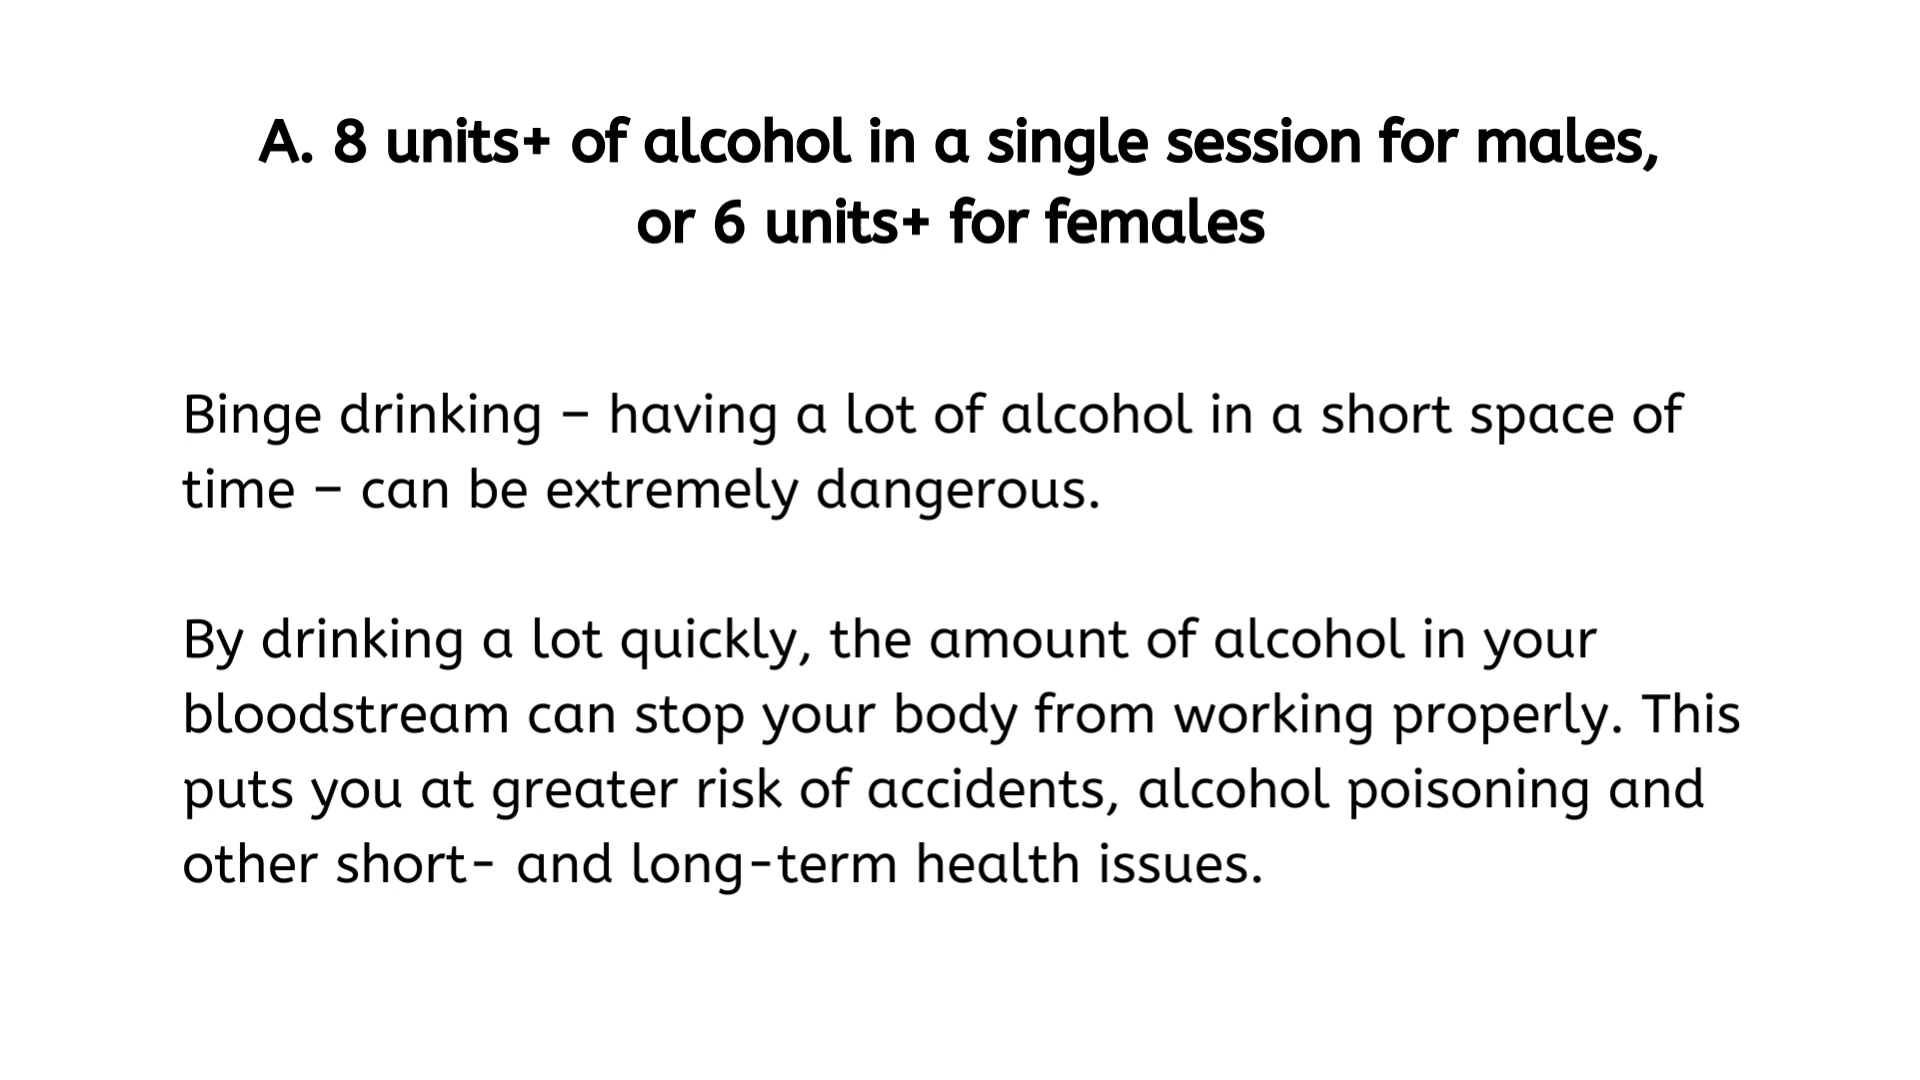 A. 8 units+ of alcohol in a single session for males,
or 6 units+ for females
Binge drinking – having a lot of alcohol in a short space of
time – can be extremely dangerous.
By drinking a lot quickly, the amount of alcohol in your
bloodstream can stop your body from working properly. This
puts you at greater risk of accidents, alcohol poisoning and
other short- and long-term health issues.